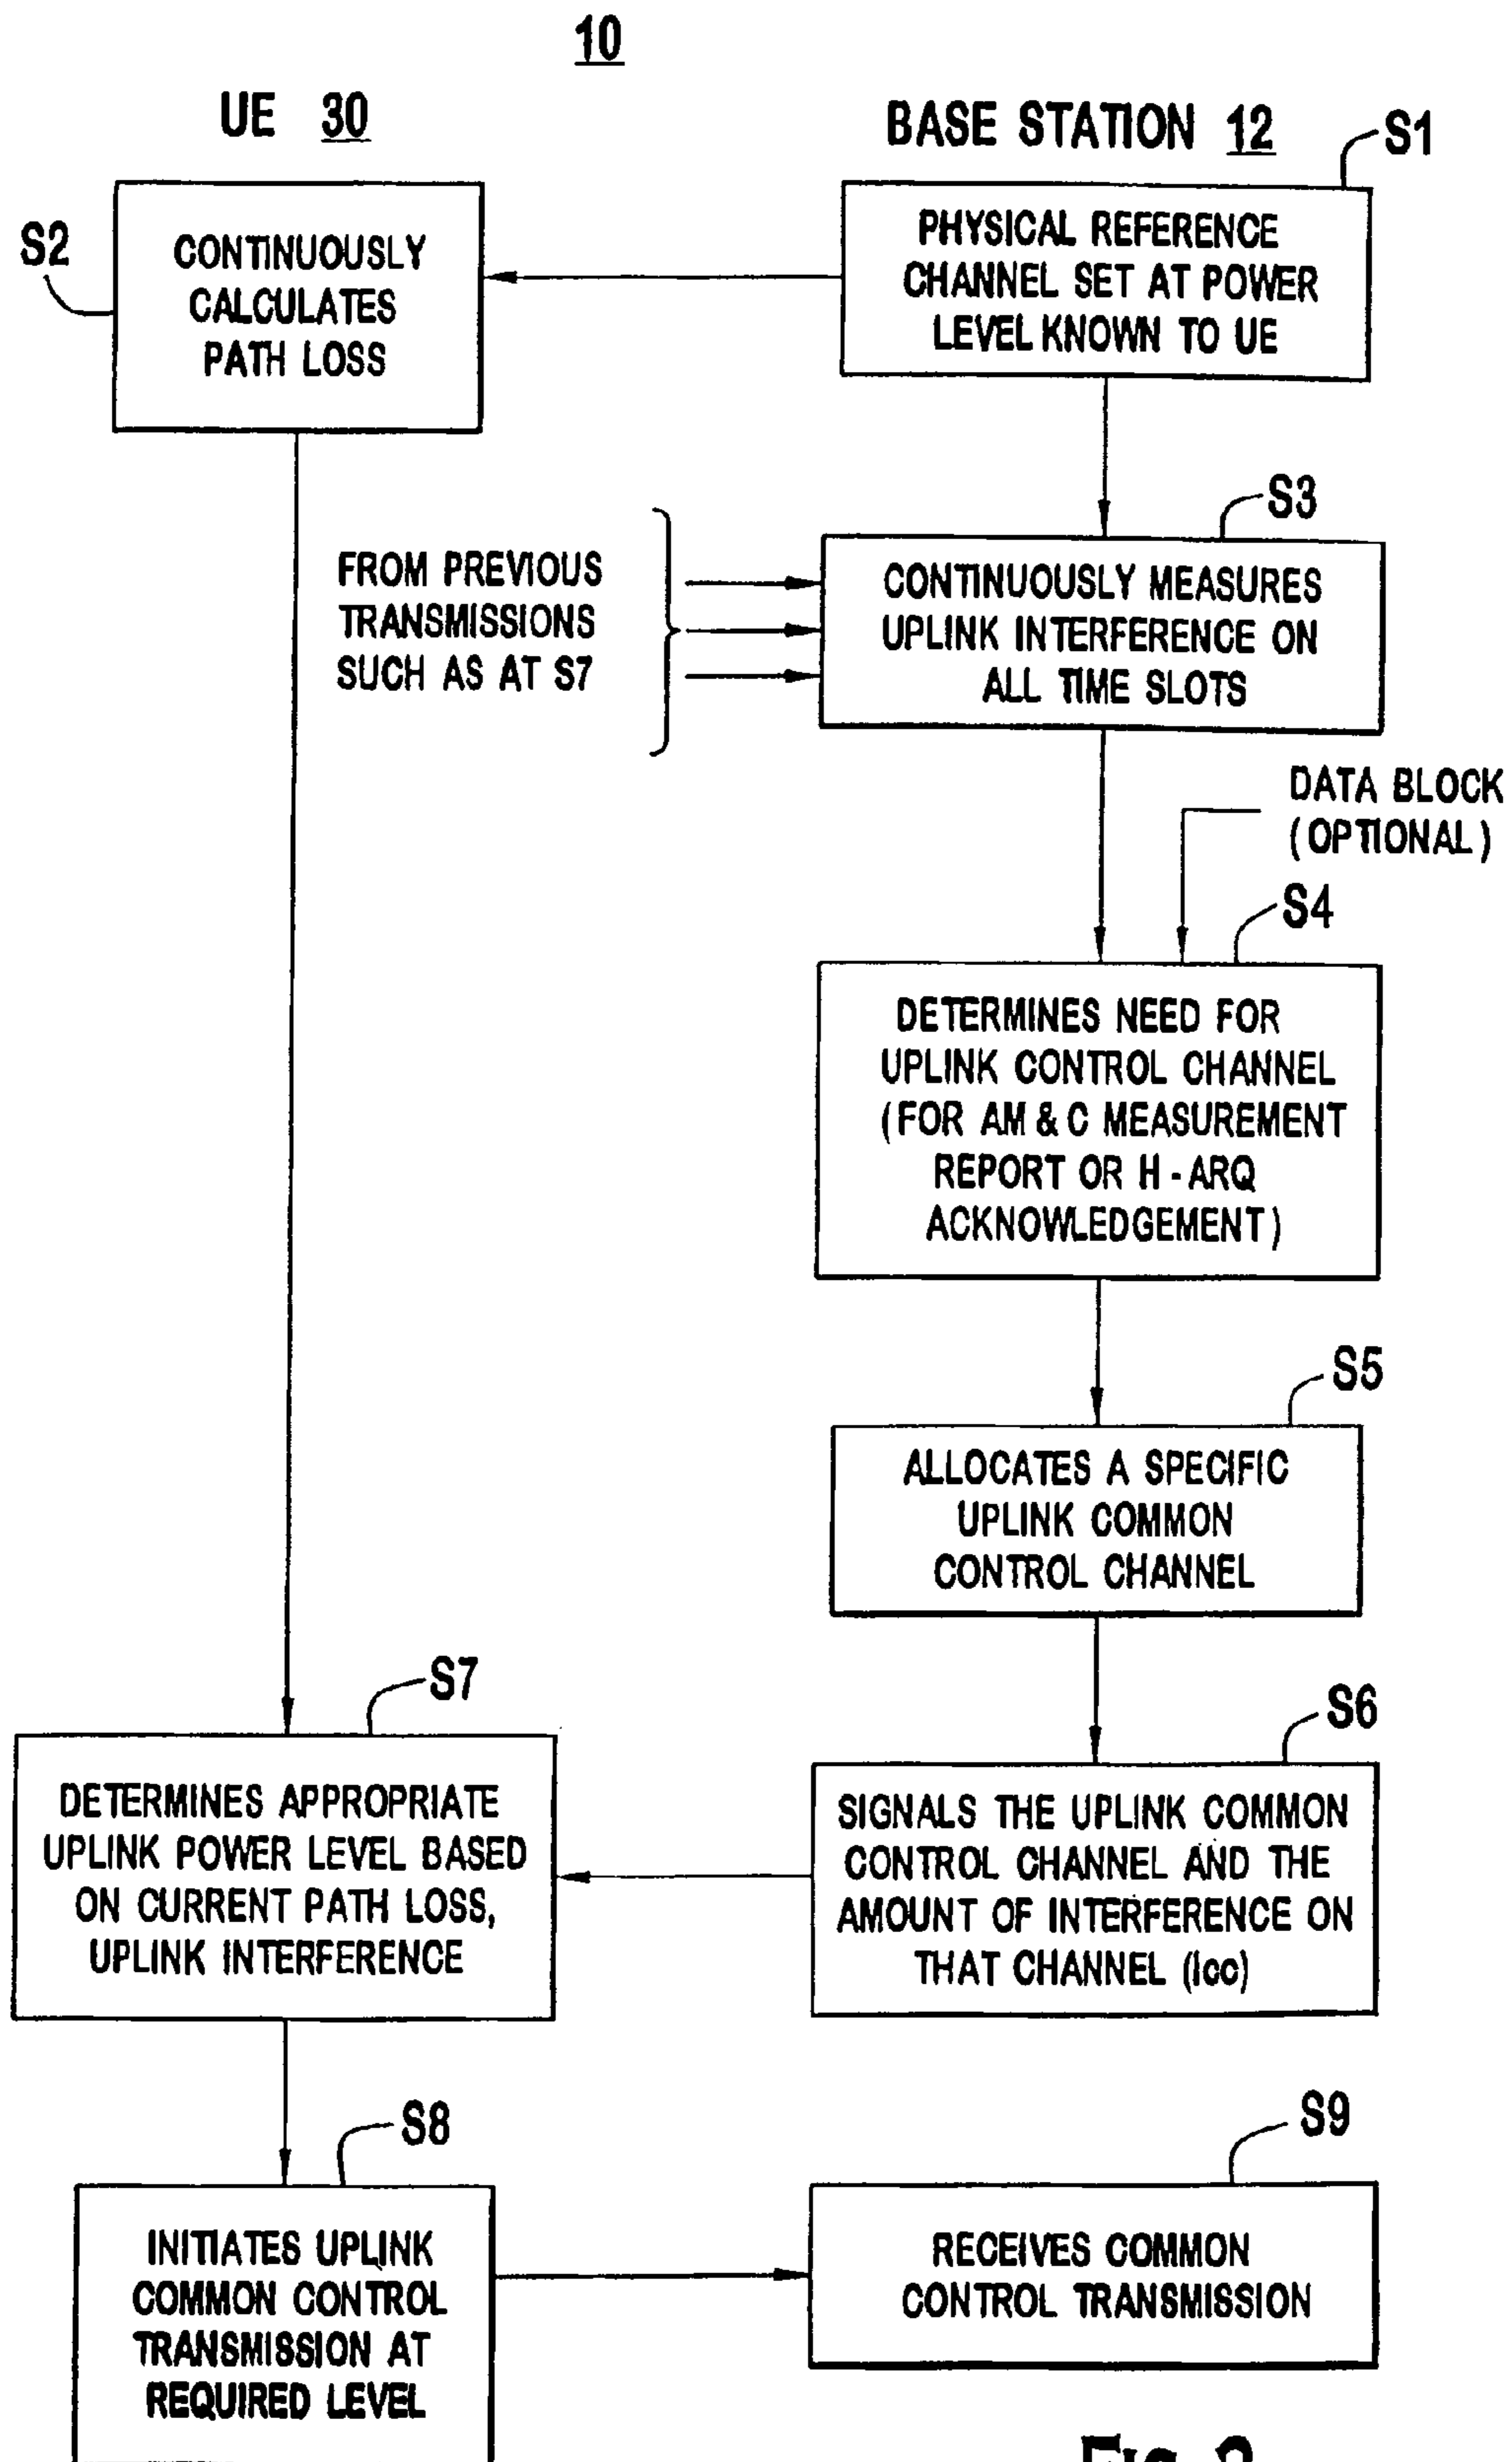 10
UE 30
BASE STATION 12
S1
PHYSICAL REFERENCE
CHANNEL SET AT POWER
LEVEL KNOWN TO UE
S2
CONTINUOUSLY
CALCULATES
PATH LOSS
S3
FROM PREVIOUS
TRANSMISSIONS
SUCH AS AT S7
CONTINUOUSLY MEASURES
UPLINK INTERFERENCE ON
ALL TIME SLOTS
DATA BLOCK
(OPTIONAL)
S4
DETERMINES NEED FOR
UPLINK CONTROL CHANNEL
(FOR AM & C MEASUREMENT
REPORT OR H - ARQ
ACKNOWLEDGEMENT)
S5
ALLOCATES A SPECIFIC
UPLINK COMMON
CONTROL CHANNEL
S6
SIGNALS THE UPLINK COMMON
CONTROL CHANNEL AND THE
AMOUNT OF INTERFERENCE ON
THAT CHANNEL (Icc)
S7
DETERMINES APPROPRIATE
UPLINK POWER LEVEL BASED
ON CURRENT PATH LOSS,
UPLINK INTERFERENCE
S8
INITIATES UPLINK
COMMON CONTROL
TRANSMISSION AT
REQUIRED LEVEL
S9
RECEIVES COMMON
CONTROL TRANSMISSION